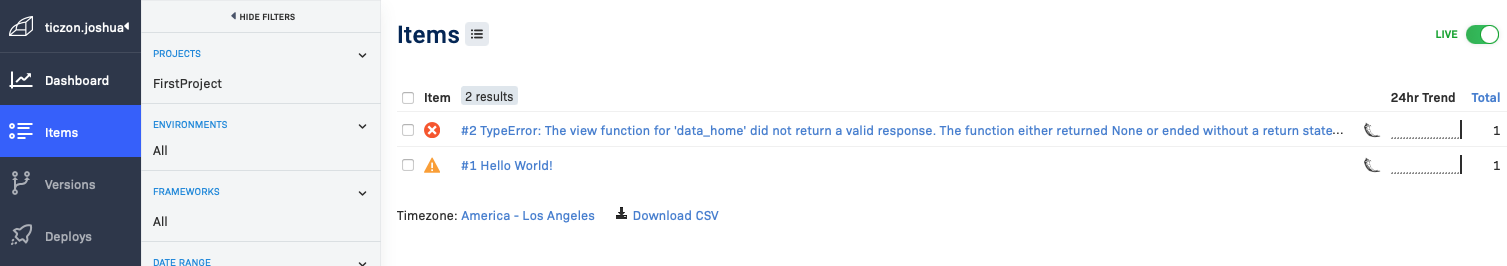 ticzon.joshua
Dashboard
Items
Versions
Deploys
HIDE FILTERS
PROJECTS
FirstProject
ENVIRONMENTS
All
FRAMEWORKS
All
DATE RANGE
Items
LIVE
Item 2 results 24hr Trend Total
#2 TypeError: The view function for 'data_home' did not return a valid response. The function either returned None or ended without a return state... 1
#1 Hello World! 1
Timezone: America - Los Angeles Download CSV